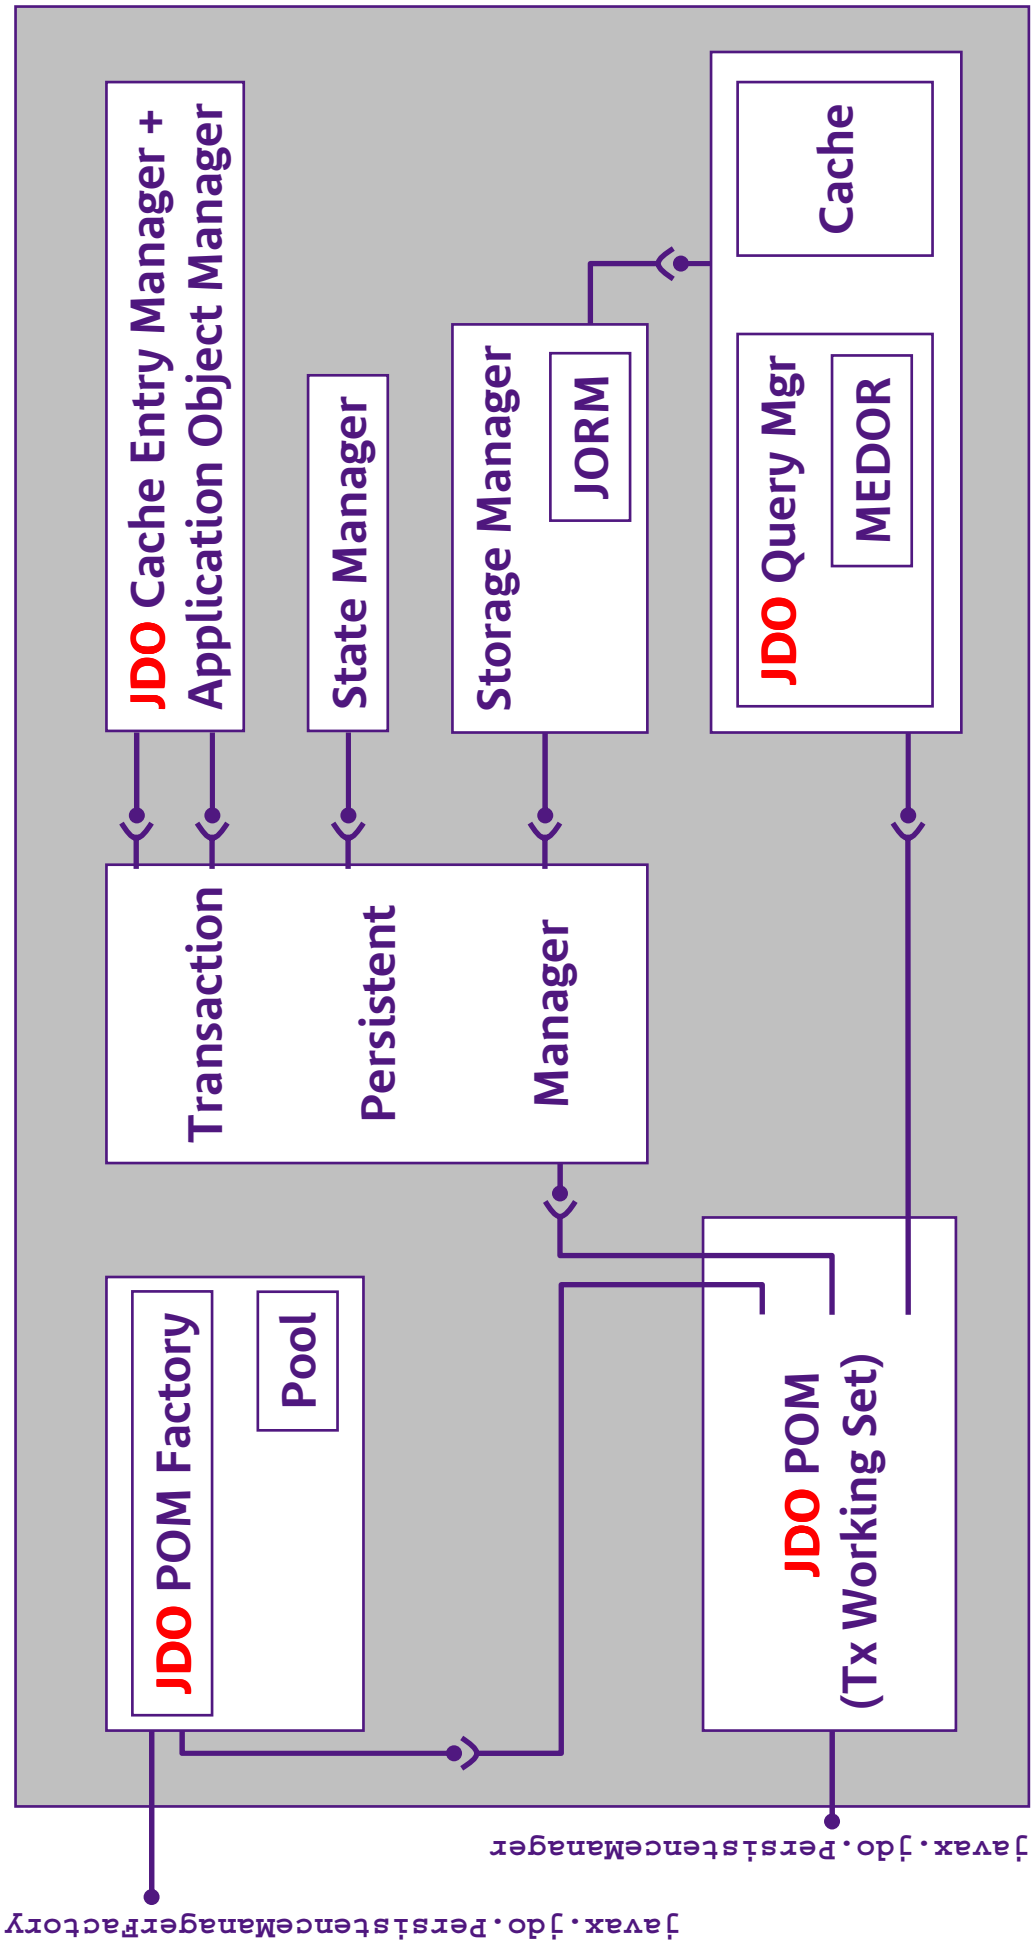 JDO Cache Entry Manager +
Application Object Manager
State Manager
Storage Manager
JORM
Cache
JDO Query Mgr
MEDOR
Transaction
Persistent
Manager
JDO POM Factory
Pool
JDO POM
(Tx Working Set)
javax.jdo.PersistenceManager
javax.jdo.PersistenceManagerFactory